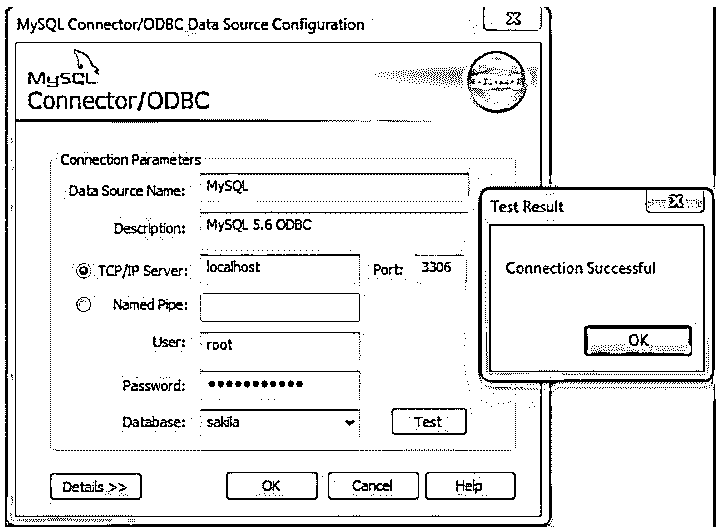 MySQL Connector/ODBC Data Source Configuration
MySQL
Connector/ODBC
Connection Parameters
Data Source Name: MySQL
Description: MySQL 5.6 ODBC
TCP/IP Server: localhost Port: 3306
Named Pipe:
User: root
Password: •••••••••••
Database: sakila Test
Details >> OK Cancel Help
Test Result
Connection Successful
OK